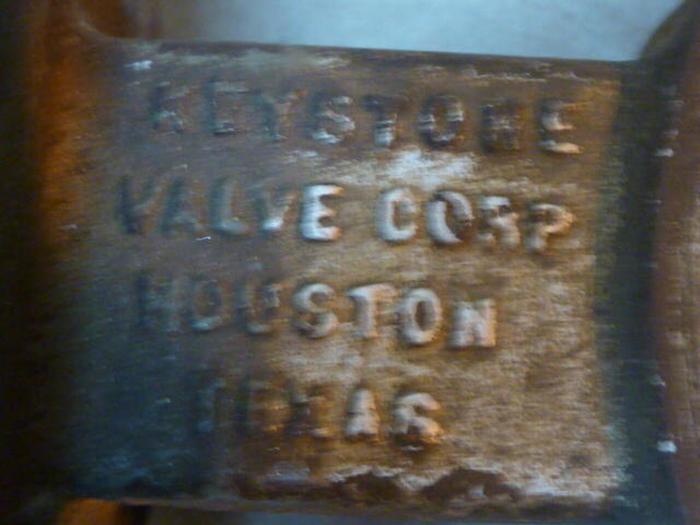 KEYSTONE
VALVE CORP
HOUSTON
TEXAS